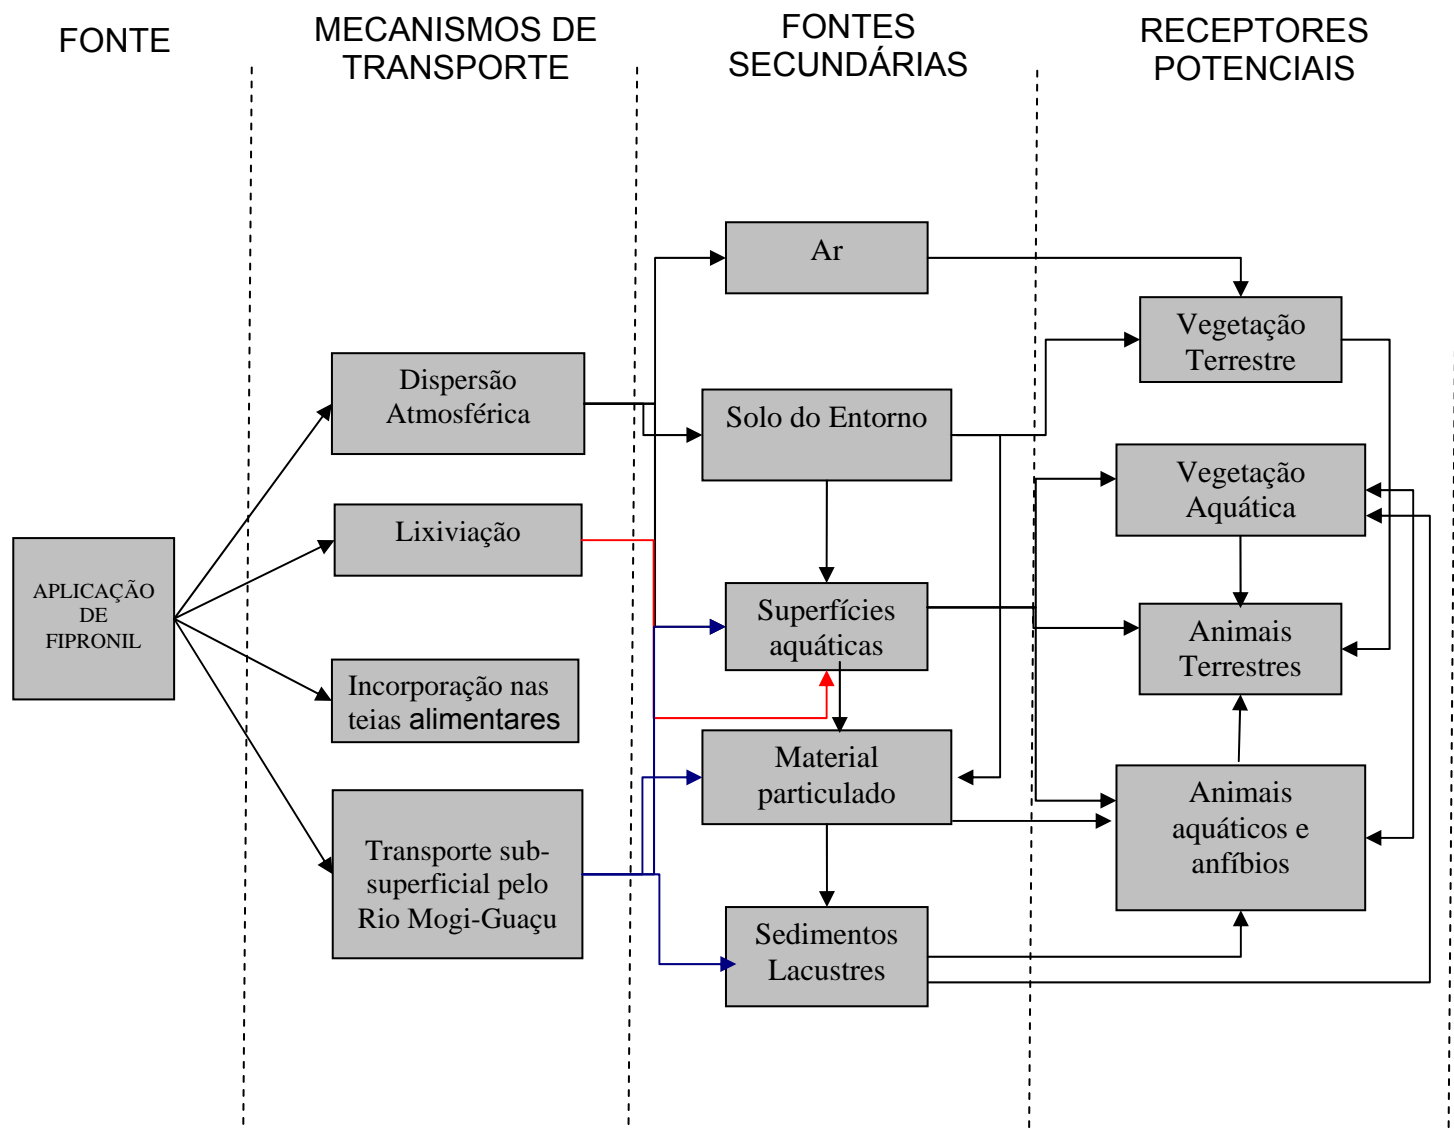 FONTE
MECANISMOS DE
TRANSPORTE
FONTES
SECUNDÁRIAS
RECEPTORES
POTENCIAIS
APLICAÇÃO
DE
FIPRONIL
Dispersão
Atmosférica
Lixiviação
Incorporação nas
teias alimentares
Transporte sub-
superficial pelo
Rio Mogi-Guaçu
Ar
Solo do Entorno
Superfícies
aquáticas
Material
particulado
Sedimentos
Lacustres
Vegetação
Terrestre
Vegetação
Aquática
Animais
Terrestres
Animais
aquáticos e
anfíbios